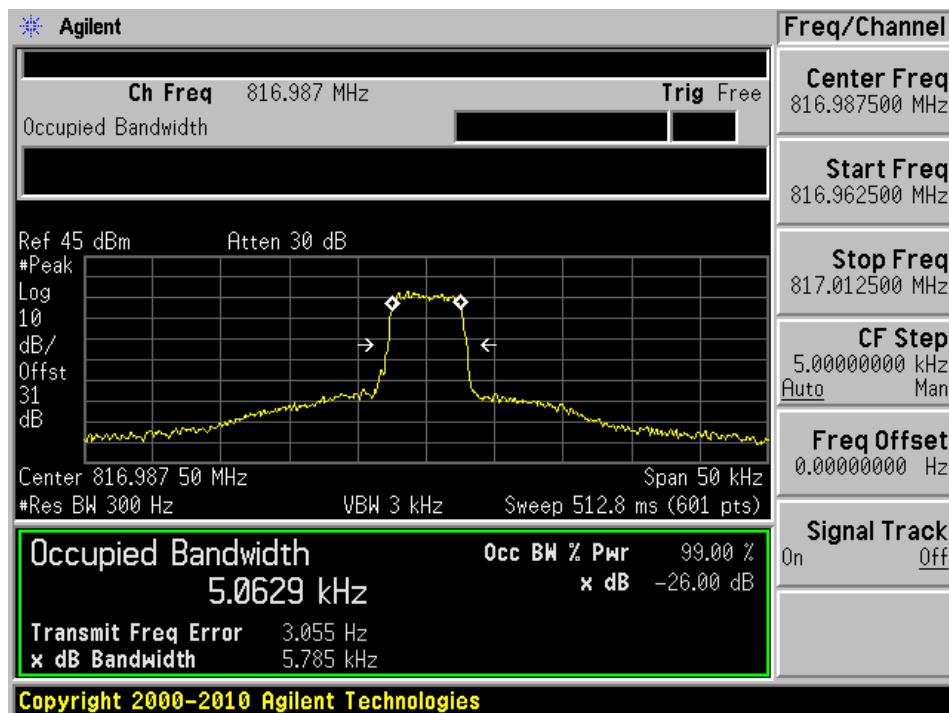 Agilent
Freq/Channel
Ch Freq 816.987 MHz Trig Free
Occupied Bandwidth
Center Freq
816.987500 MHz
Start Freq
816.962500 MHz
Stop Freq
817.012500 MHz
CF Step
5.00000000 kHz
Auto Man
Freq Offset
0.00000000 Hz
Signal Track
On Off
Ref 45 dBm Atten 30 dB
#Peak
Log
10
dB/
Offst
31
dB
Center 816.987 50 MHz Span 50 kHz
#Res BW 300 Hz VBW 3 kHz Sweep 512.8 ms (601 pts)
Occupied Bandwidth Occ BW % Pwr 99.00 %
5.0629 kHz x dB -26.00 dB
Transmit Freq Error 3.055 Hz
x dB Bandwidth 5.785 kHz
Copyright 2000-2010 Agilent Technologies